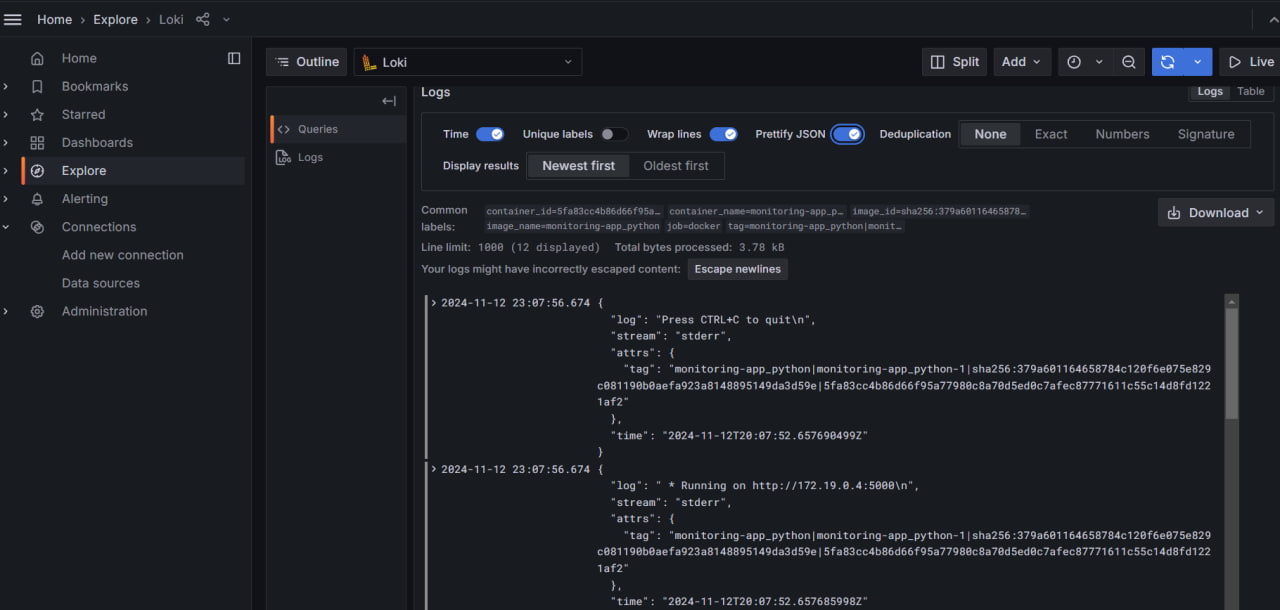 Home › Explore › Loki
Home
Bookmarks
Starred
Dashboards
Explore
Alerting
Connections
Add new connection
Data sources
Administration
Outline
Loki
Split
Add
Live
Queries
Logs
Logs
Logs Table
Time Unique labels Wrap lines Prettify JSON Deduplication None Exact Numbers Signature
Display results Newest first Oldest first
Common labels: container_id=5fa83cc4b86d66f95a… container_name=monitoring-app_p… image_id=sha256:379a60116465878…
image_name=monitoring-app_python job=docker tag=monitoring-app_python|monit…
Download
Line limit: 1000 (12 displayed) Total bytes processed: 3.78 kB
Your logs might have incorrectly escaped content: Escape newlines
2024-11-12 23:07:56.674 {
"log": "Press CTRL+C to quit\n",
"stream": "stderr",
"attrs": {
"tag": "monitoring-app_python|monitoring-app_python-1|sha256:379a601164658784c120f6e075e829
c081190b0aefa923a8148895149da3d59e|5fa83cc4b86d66f95a77980c8a70d5ed0c7afec87771611c55c14d8fd122
1af2"
},
"time": "2024-11-12T20:07:52.657690499Z"
}
2024-11-12 23:07:56.674 {
"log": " * Running on http://172.19.0.4:5000\n",
"stream": "stderr",
"attrs": {
"tag": "monitoring-app_python|monitoring-app_python-1|sha256:379a601164658784c120f6e075e829
c081190b0aefa923a8148895149da3d59e|5fa83cc4b86d66f95a77980c8a70d5ed0c7afec87771611c55c14d8fd122
1af2"
},
"time": "2024-11-12T20:07:52.657685998Z"